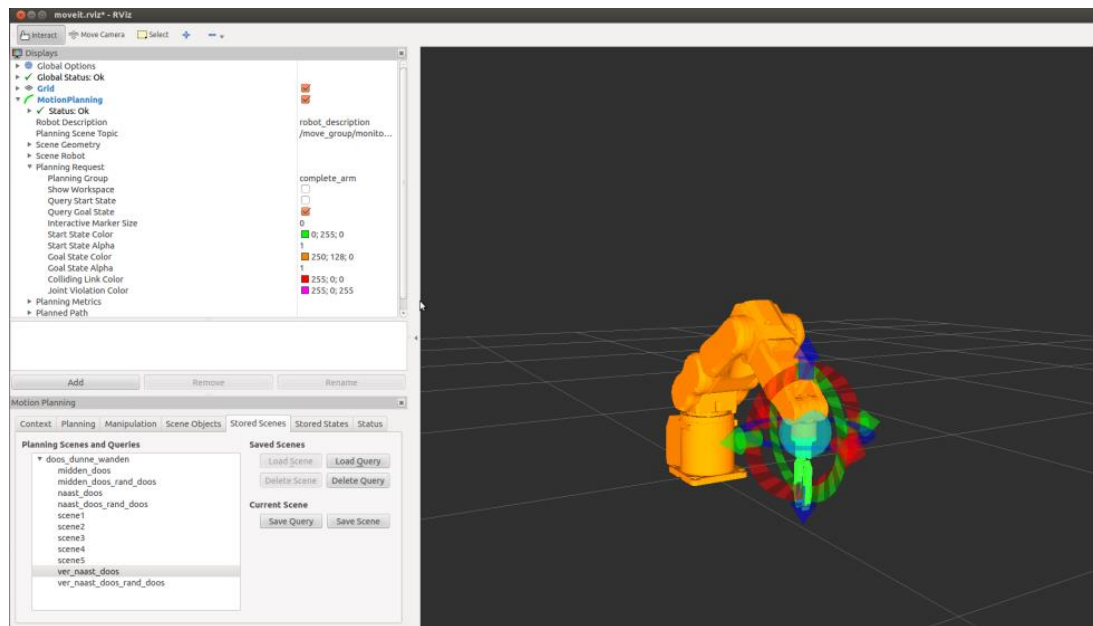 moveit.rviz* - RViz
Interact Move Camera Select
Displays
Global Options
Global Status: Ok
Grid
MotionPlanning
Status: Ok
Robot Description robot_description
Planning Scene Topic /move_group/monito...
Scene Geometry
Scene Robot
Planning Request
Planning Group complete_arm
Show Workspace
Query Start State
Query Goal State
Interactive Marker Size 0
Start State Color 0; 255; 0
Start State Alpha 1
Goal State Color 250; 128; 0
Goal State Alpha 1
Colliding Link Color 255; 0; 0
Joint Violation Color 255; 0; 255
Planning Metrics
Planned Path
Add Remove Rename
Motion Planning
Context Planning Manipulation Scene Objects Stored Scenes Stored States Status
Planning Scenes and Queries
doos_dunne_wanden
midden_doos
midden_doos_rand_doos
naast_doos
naast_doos_rand_doos
scene1
scene2
scene3
scene4
scene5
ver_naast_doos
ver_naast_doos_rand_doos
Saved Scenes
Load Scene Load Query
Delete Scene Delete Query
Current Scene
Save Query Save Scene